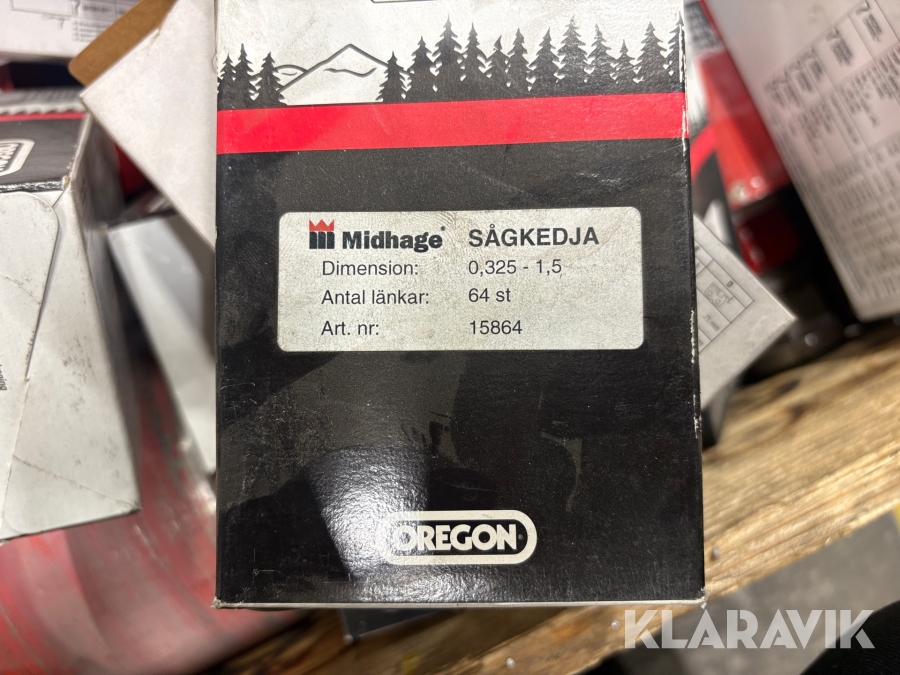 Midhage® SÅGKEDJA
Dimension: 0,325 - 1,5
Antal länkar: 64 st
Art. nr: 15864
OREGON
KLARAVIK